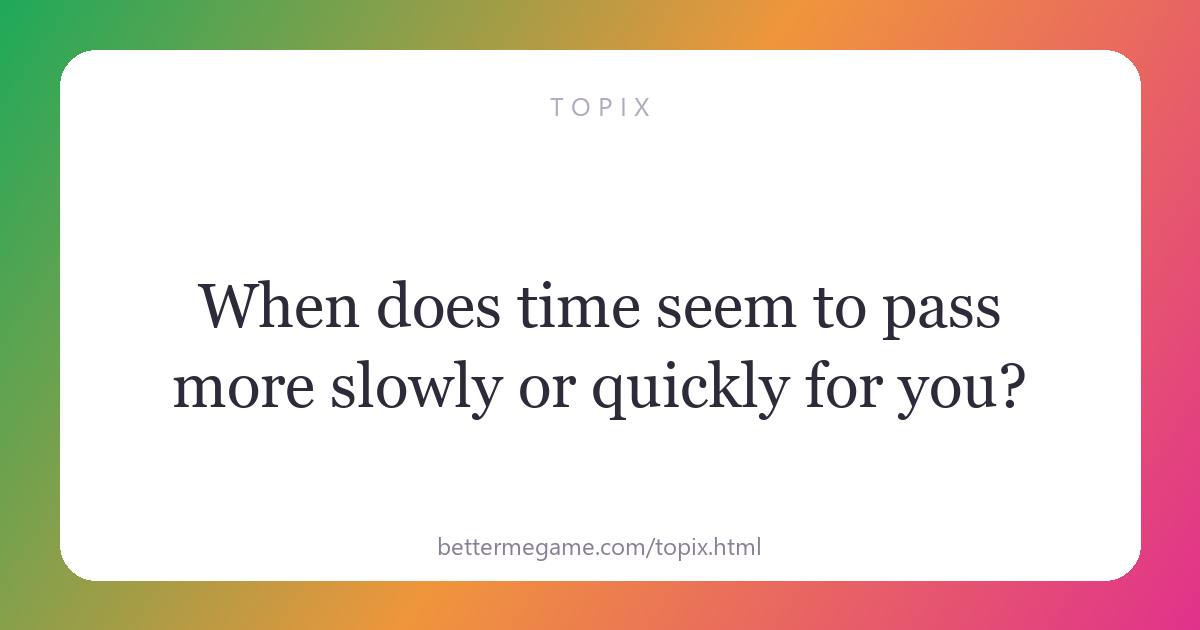 TOPIX
When does time seem to pass
more slowly or quickly for you?
bettermegame.com/topix.html